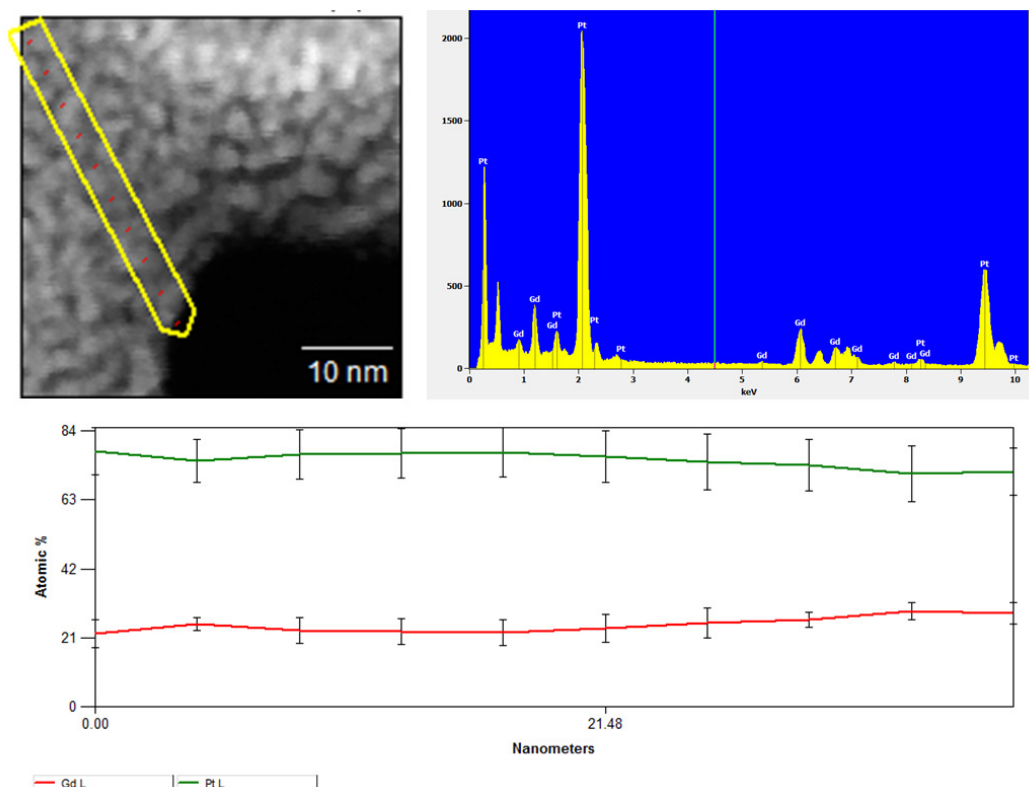 10 nm
2000
1500
1000
500
0
Pt
Pt
Gd
Gd
Gd
Pt
Pt
Pt
Gd
Gd
Gd
Gd
Gd
Gd
Pt
Gd
Pt
Pt
0 1 2 3 4 5 6 7 8 9 10
keV
84
63
42
21
0
Atomic %
0.00 21.48
Nanometers
Gd L Pt L